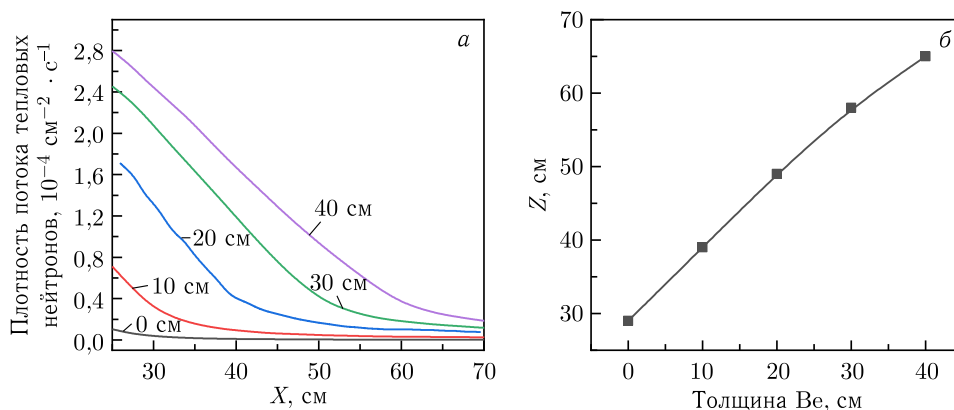 а
Плотность потока тепловых
нейтронов, 10⁻⁴ см⁻² · с⁻¹
2,8
2,4
2,0
1,6
1,2
0,8
0,4
0,0
40 см
20 см
30 см
10 см
0 см
30
40
50
60
70
X, см
б
Z, см
70
60
50
40
30
0
10
20
30
40
Толщина Be, см